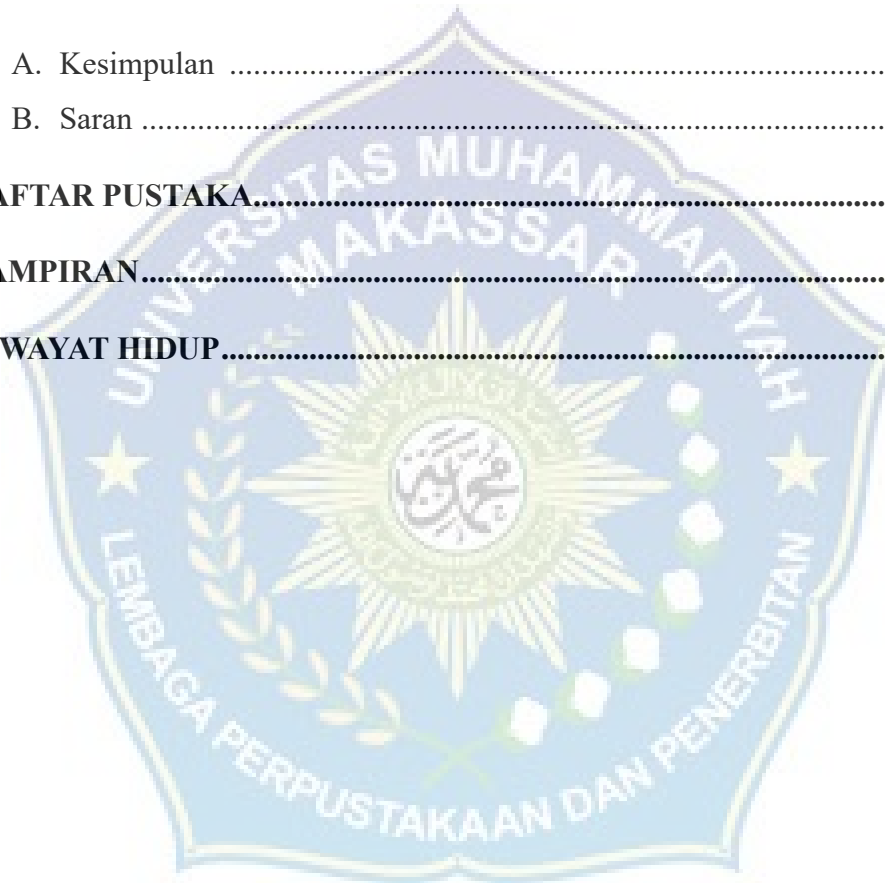 A. Kesimpulan ................................................................................
B. Saran ................................................................................
AFTAR PUSTAKA................................................................................
AMPIRAN................................................................................
WAYAT HIDUP................................................................................
UNIVERSITAS MUHAMMADIYAH
MAKASSAR
LEMBAGA PERPUSTAKAAN DAN PENERBITAN